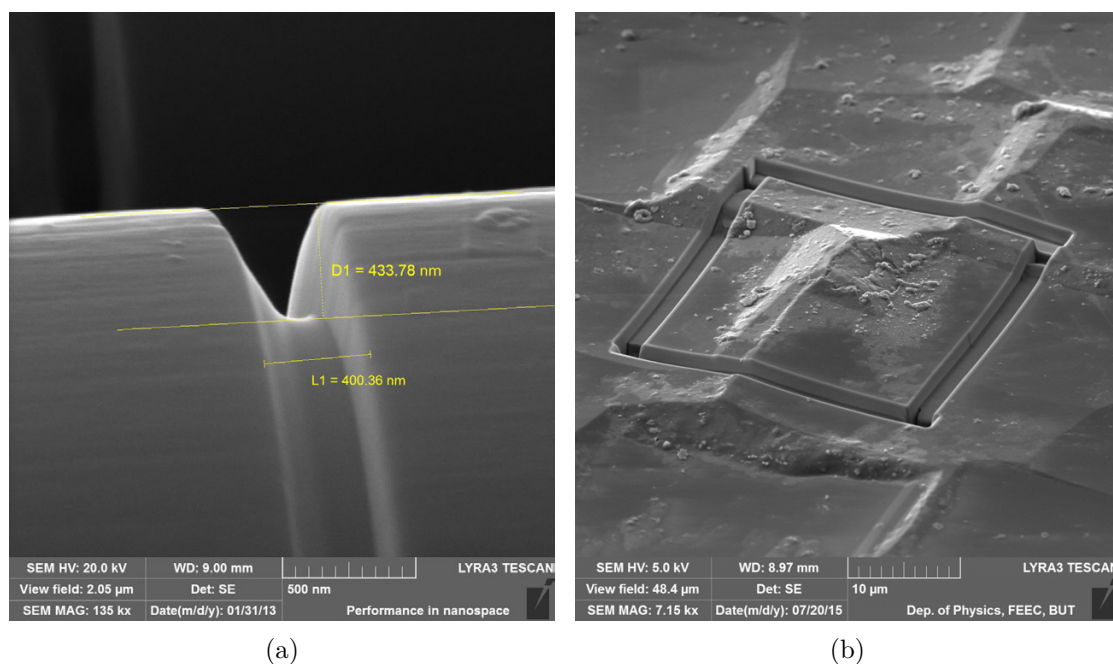 D1 = 433.78 nm
L1 = 400.36 nm
SEM HV: 20.0 kV WD: 9.00 mm LYRA3 TESCAN
View field: 2.05 µm Det: SE 500 nm
SEM MAG: 135 kx Date(m/d/y): 01/31/13 Performance in nanospace
(a)
SEM HV: 5.0 kV WD: 8.97 mm LYRA3 TESCAN
View field: 48.4 µm Det: SE 10 µm
SEM MAG: 7.15 kx Date(m/d/y): 07/20/15 Dep. of Physics, FEEC, BUT
(b)